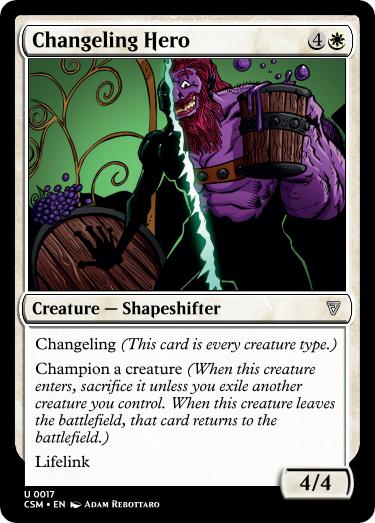 Changeling Hero 4
Creature — Shapeshifter
Changeling (This card is every creature type.)
Champion a creature (When this creature
enters, sacrifice it unless you exile another
creature you control. When this creature leaves
the battlefield, that card returns to the
battlefield.)
Lifelink
4/4
U 0017
CSM • EN Adam Rebottaro